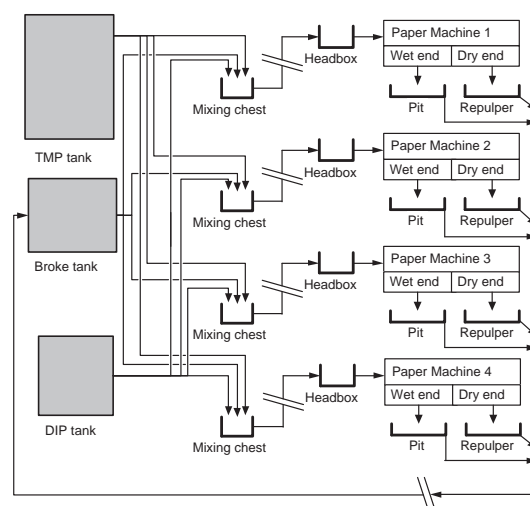 Paper Machine 1
Headbox
Wet end
Dry end
Mixing chest
Pit
Repulper
TMP tank
Paper Machine 2
Headbox
Wet end
Dry end
Mixing chest
Pit
Repulper
Broke tank
Paper Machine 3
Headbox
Wet end
Dry end
Mixing chest
Pit
Repulper
Paper Machine 4
Headbox
Wet end
Dry end
DIP tank
Mixing chest
Pit
Repulper